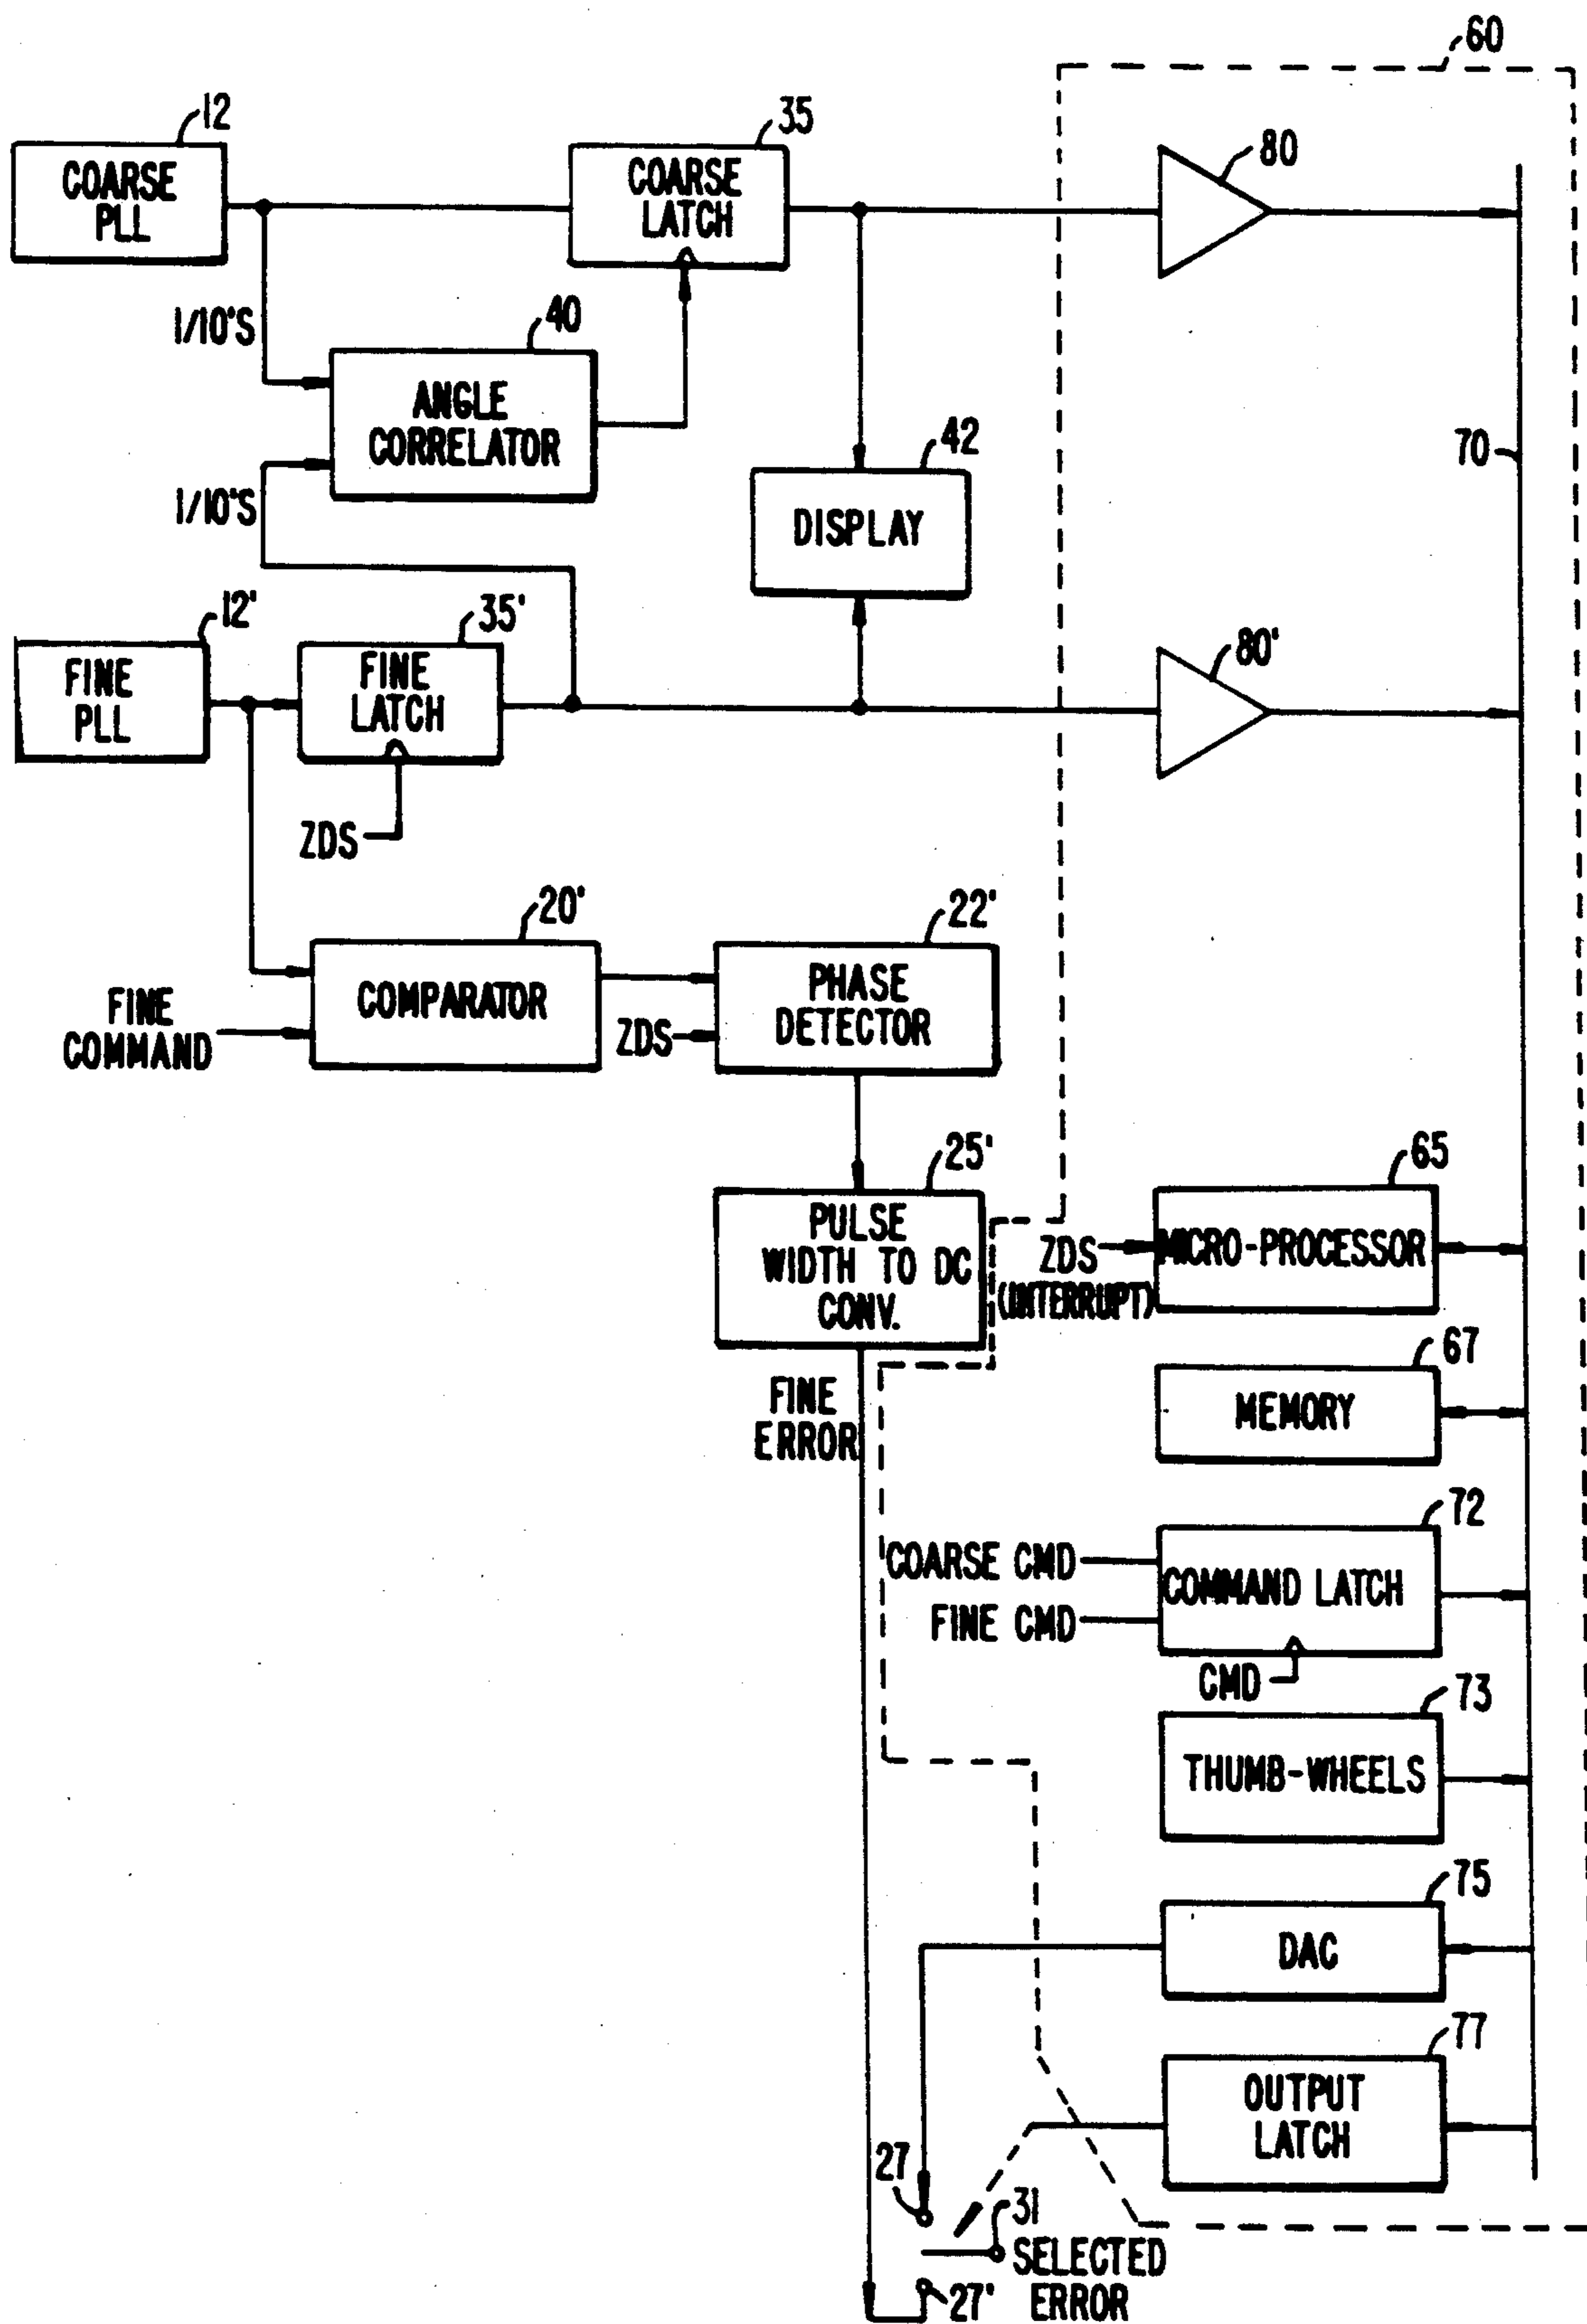 60
12
COARSE
PLL
35
COARSE
LATCH
80
1/10°S
40
ANGLE
CORRELATOR
42
DISPLAY
70
1/10°S
12'
FINE
PLL
35'
FINE
LATCH
80'
ZDS
20'
COMPARATOR
22'
PHASE
DETECTOR
FINE
COMMAND
ZDS
25'
PULSE
WIDTH TO DC
CONV.
65
ZDS
(INTERRUPT)
MICRO-PROCESSOR
67
MEMORY
FINE
ERROR
72
COARSE CMD
FINE CMD
COMMAND LATCH
CMD
73
THUMB-WHEELS
75
DAC
77
OUTPUT
LATCH
27
31
SELECTED
ERROR
27'